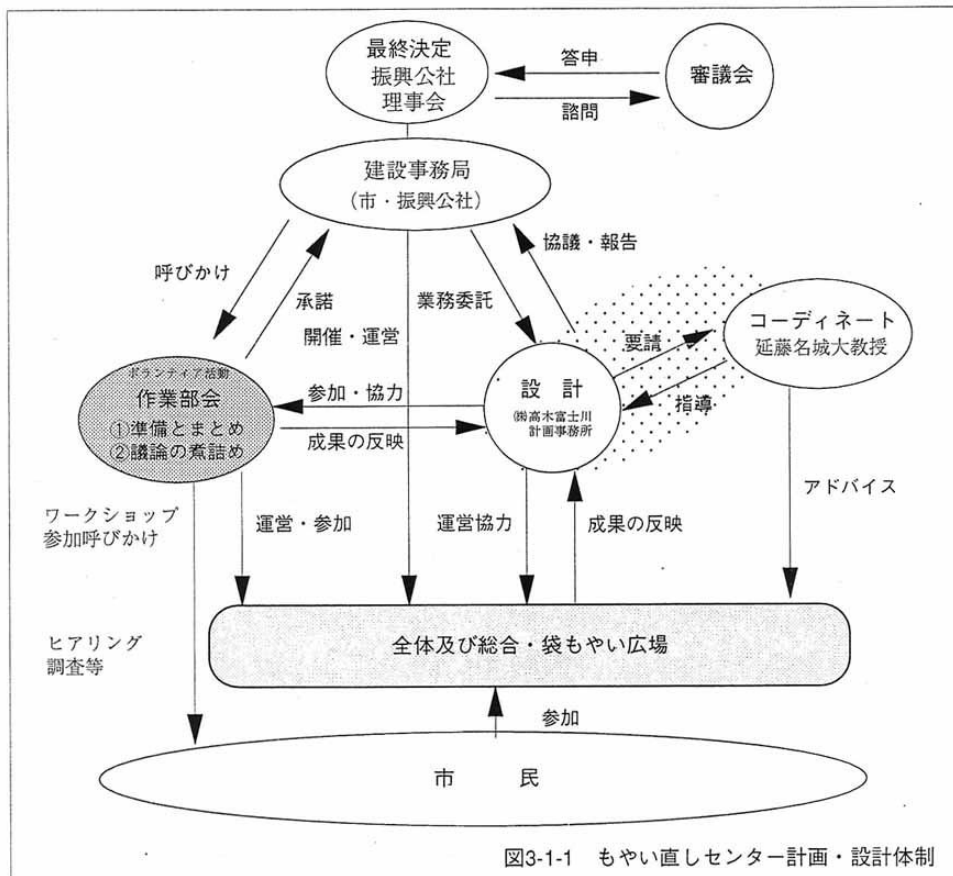 最終決定
振興公社
理事会
答申
諮問
審議会
建設事務局
(市・振興公社)
呼びかけ
承諾
開催・運営
業務委託
協議・報告
コーディネート
延藤名城大教授
要請
指導
ボランティア活動
作業部会
①準備とまとめ
②議論の煮詰め
参加・協力
成果の反映
設計
㈱高木富士川
計画事務所
ワークショップ
参加呼びかけ
運営・参加
運営協力
成果の反映
アドバイス
ヒアリング
調査等
全体及び総合・袋もやい広場
参加
市民
図3-1-1 もやい直しセンター計画・設計体制